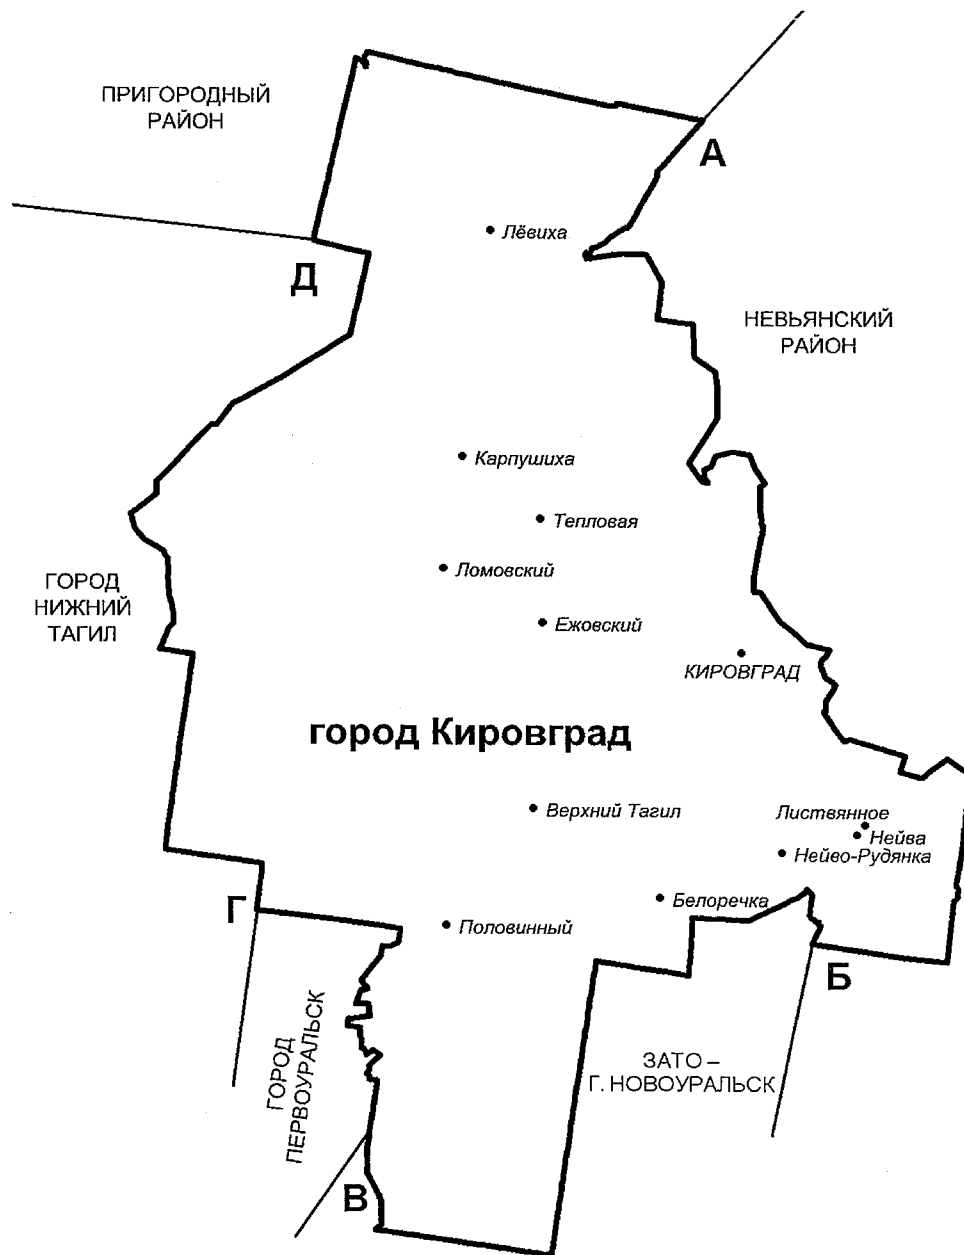 ПРИГОРОДНЫЙ
РАЙОН
А
Лёвиха
Д
НЕВЬЯНСКИЙ
РАЙОН
Карпушиха
Тепловая
Ломовский
ГОРОД
НИЖНИЙ
ТАГИЛ
Ежовский
КИРОВГРАД
город Кировград
Верхний Тагил
Листвянное
Нейва
Нейво-Рудянка
Белоречка
Г
Половинный
Б
ГОРОД
ПЕРВОУРАЛЬСК
ЗАТО –
Г. НОВОУРАЛЬСК
В